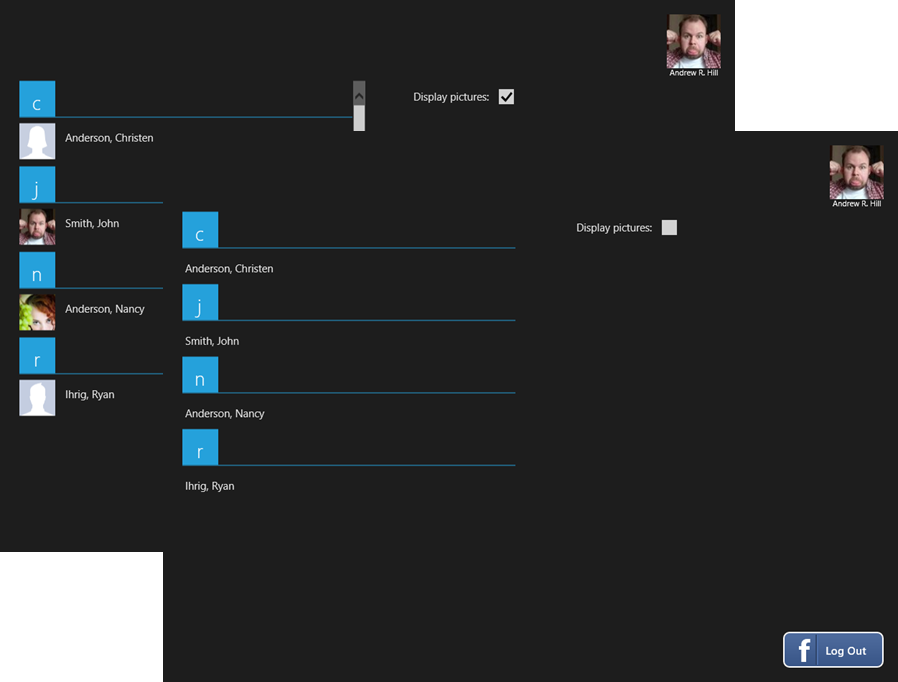 Andrew R. Hill
c
Display pictures:
Anderson, Christen
j
Smith, John
n
Anderson, Nancy
r
Ihrig, Ryan
Andrew R. Hill
c
Display pictures:
Anderson, Christen
j
Smith, John
n
Anderson, Nancy
r
Ihrig, Ryan
f Log Out